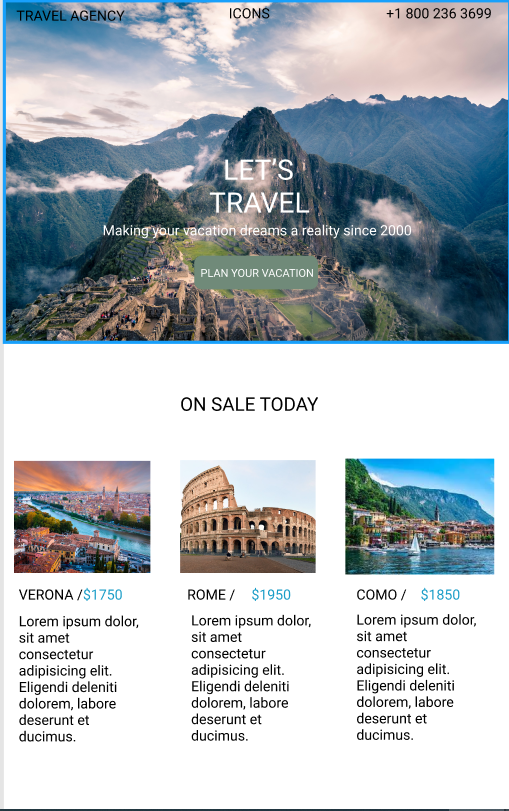 TRAVEL AGENCY
ICONS
+1 800 236 3699
LET'S
TRAVEL
Making your vacation dreams a reality since 2000
PLAN YOUR VACATION
ON SALE TODAY
VERONA /$1750
Lorem ipsum dolor,
sit amet
consectetur
adipisicing elit.
Eligendi deleniti
dolorem, labore
deserunt et
ducimus.
ROME / $1950
Lorem ipsum dolor,
sit amet
consectetur
adipisicing elit.
Eligendi deleniti
dolorem, labore
deserunt et
ducimus.
COMO / $1850
Lorem ipsum dolor,
sit amet
consectetur
adipisicing elit.
Eligendi deleniti
dolorem, labore
deserunt et
ducimus.